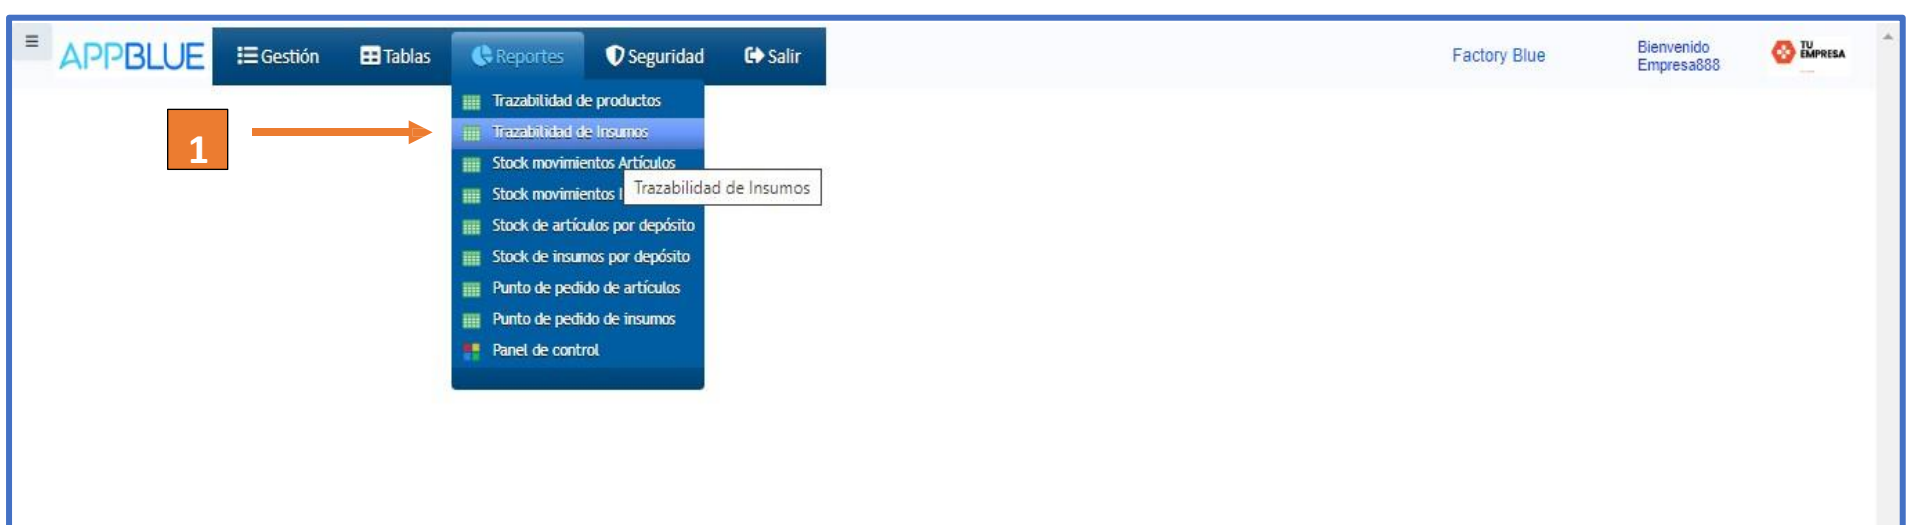 APPBLUE
Gestión
Tablas
Reportes
Seguridad
Salir
Factory Blue
Bienvenido
Empresa888
TU
EMPRESA
Trazabilidad de productos
1
Trazabilidad de Insumos
Stock movimientos Artículos
Trazabilidad de Insumos
Stock movimientos I
Stock de artículos por depósito
Stock de insumos por depósito
Punto de pedido de artículos
Punto de pedido de insumos
Panel de control